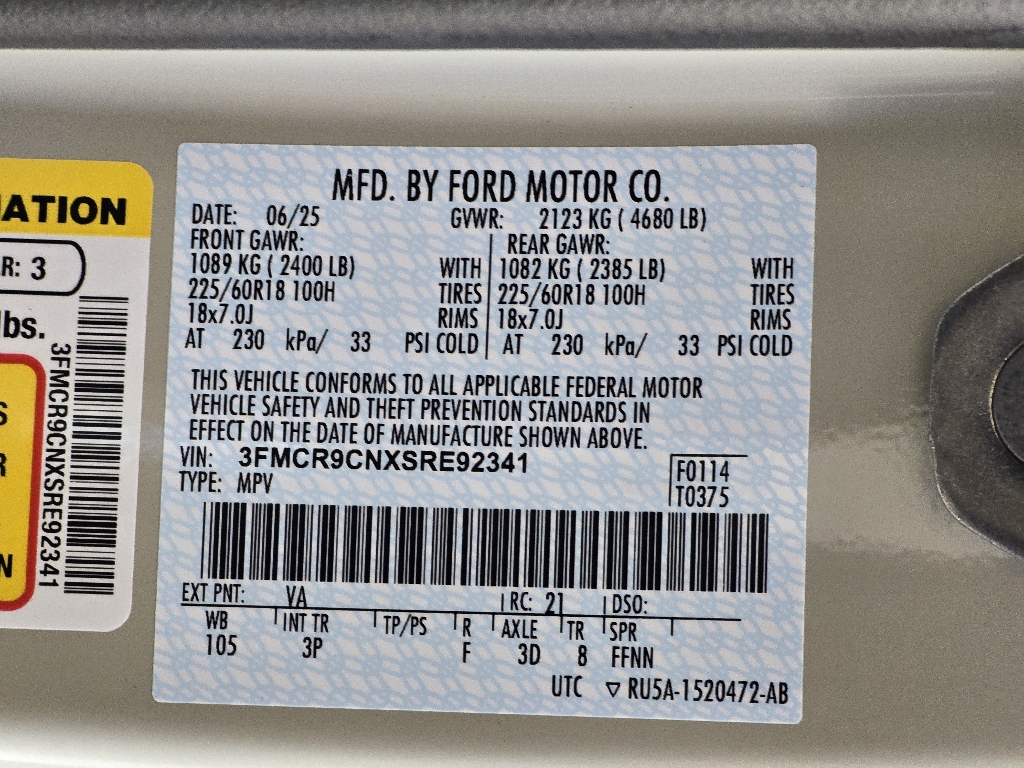 MFD. BY FORD MOTOR CO.
DATE: 06/25 GVWR: 2123 KG ( 4680 LB)
FRONT GAWR: REAR GAWR:
1089 KG ( 2400 LB) WITH 1082 KG ( 2385 LB) WITH
225/60R18 100H TIRES 225/60R18 100H TIRES
18x7.0J RIMS 18x7.0J RIMS
AT 230 kPa/ 33 PSI COLD AT 230 kPa/ 33 PSI COLD
THIS VEHICLE CONFORMS TO ALL APPLICABLE FEDERAL MOTOR
VEHICLE SAFETY AND THEFT PREVENTION STANDARDS IN
EFFECT ON THE DATE OF MANUFACTURE SHOWN ABOVE.
VIN: 3FMCR9CNXSRE92341
TYPE: MPV
F0114
T0375
EXT PNT: VA RC: 21 DSO:
WB INT TR TP/PS R AXLE TR SPR
105 3P F 3D 8 FFNN
UTC ▽ RU5A-1520472-AB
ATION
R: 3
lbs.
3FMCR9CNXSRE92341
S
R
N